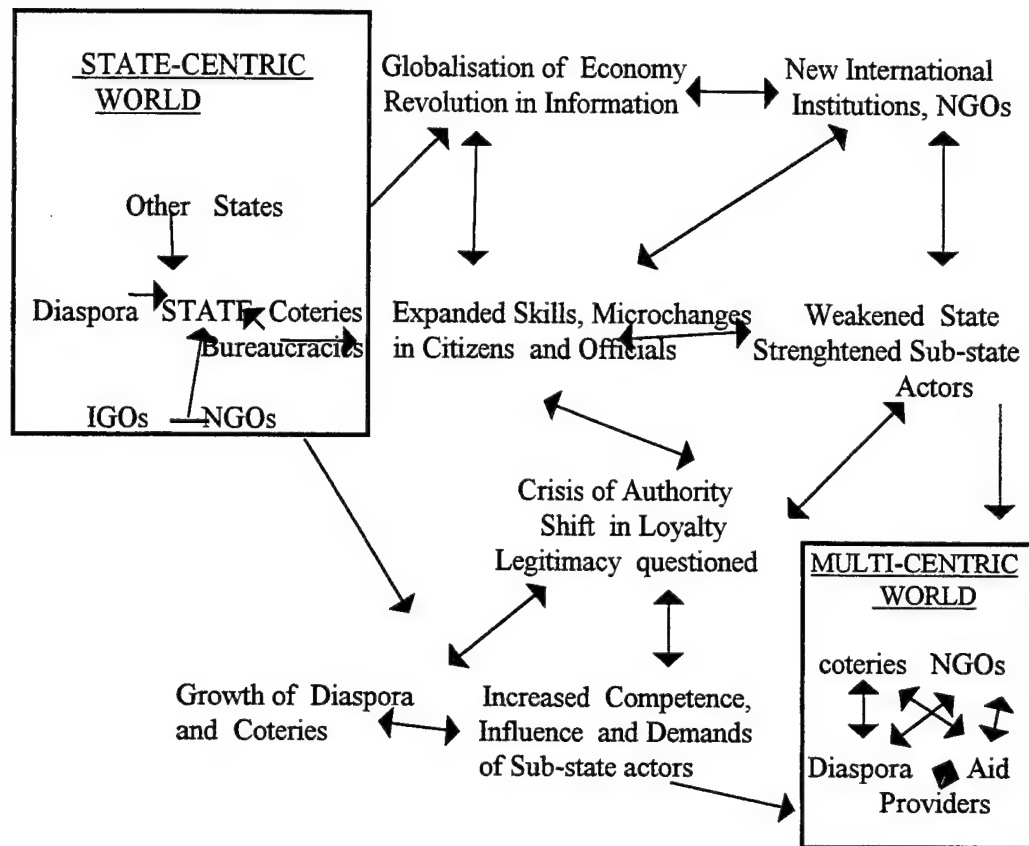 STATE-CENTRIC
WORLD
Other States
Diaspora STATE Coteries
Bureaucracies
IGOs NGOs
Globalisation of Economy
Revolution in Information
New International
Institutions, NGOs
Expanded Skills, Microchanges
in Citizens and Officials
Weakened State
Strenghtened Sub-state
Actors
Crisis of Authority
Shift in Loyalty
Legitimacy questioned
Growth of Diaspora
and Coteries
Increased Competence,
Influence and Demands
of Sub-state actors
MULTI-CENTRIC
WORLD
coteries NGOs
Diaspora Aid
Providers